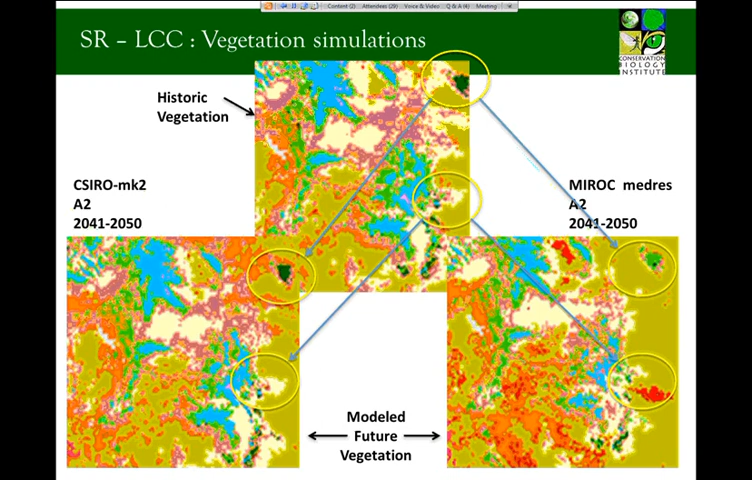 Content (2) Attendees (29) Voice & Video Q & A (4) Meeting
SR – LCC : Vegetation simulations
CONSERVATION
BIOLOGY
INSTITUTE
Historic
Vegetation
CSIRO-mk2
A2
2041-2050
MIROC medres
A2
2041-2050
Modeled
Future
Vegetation